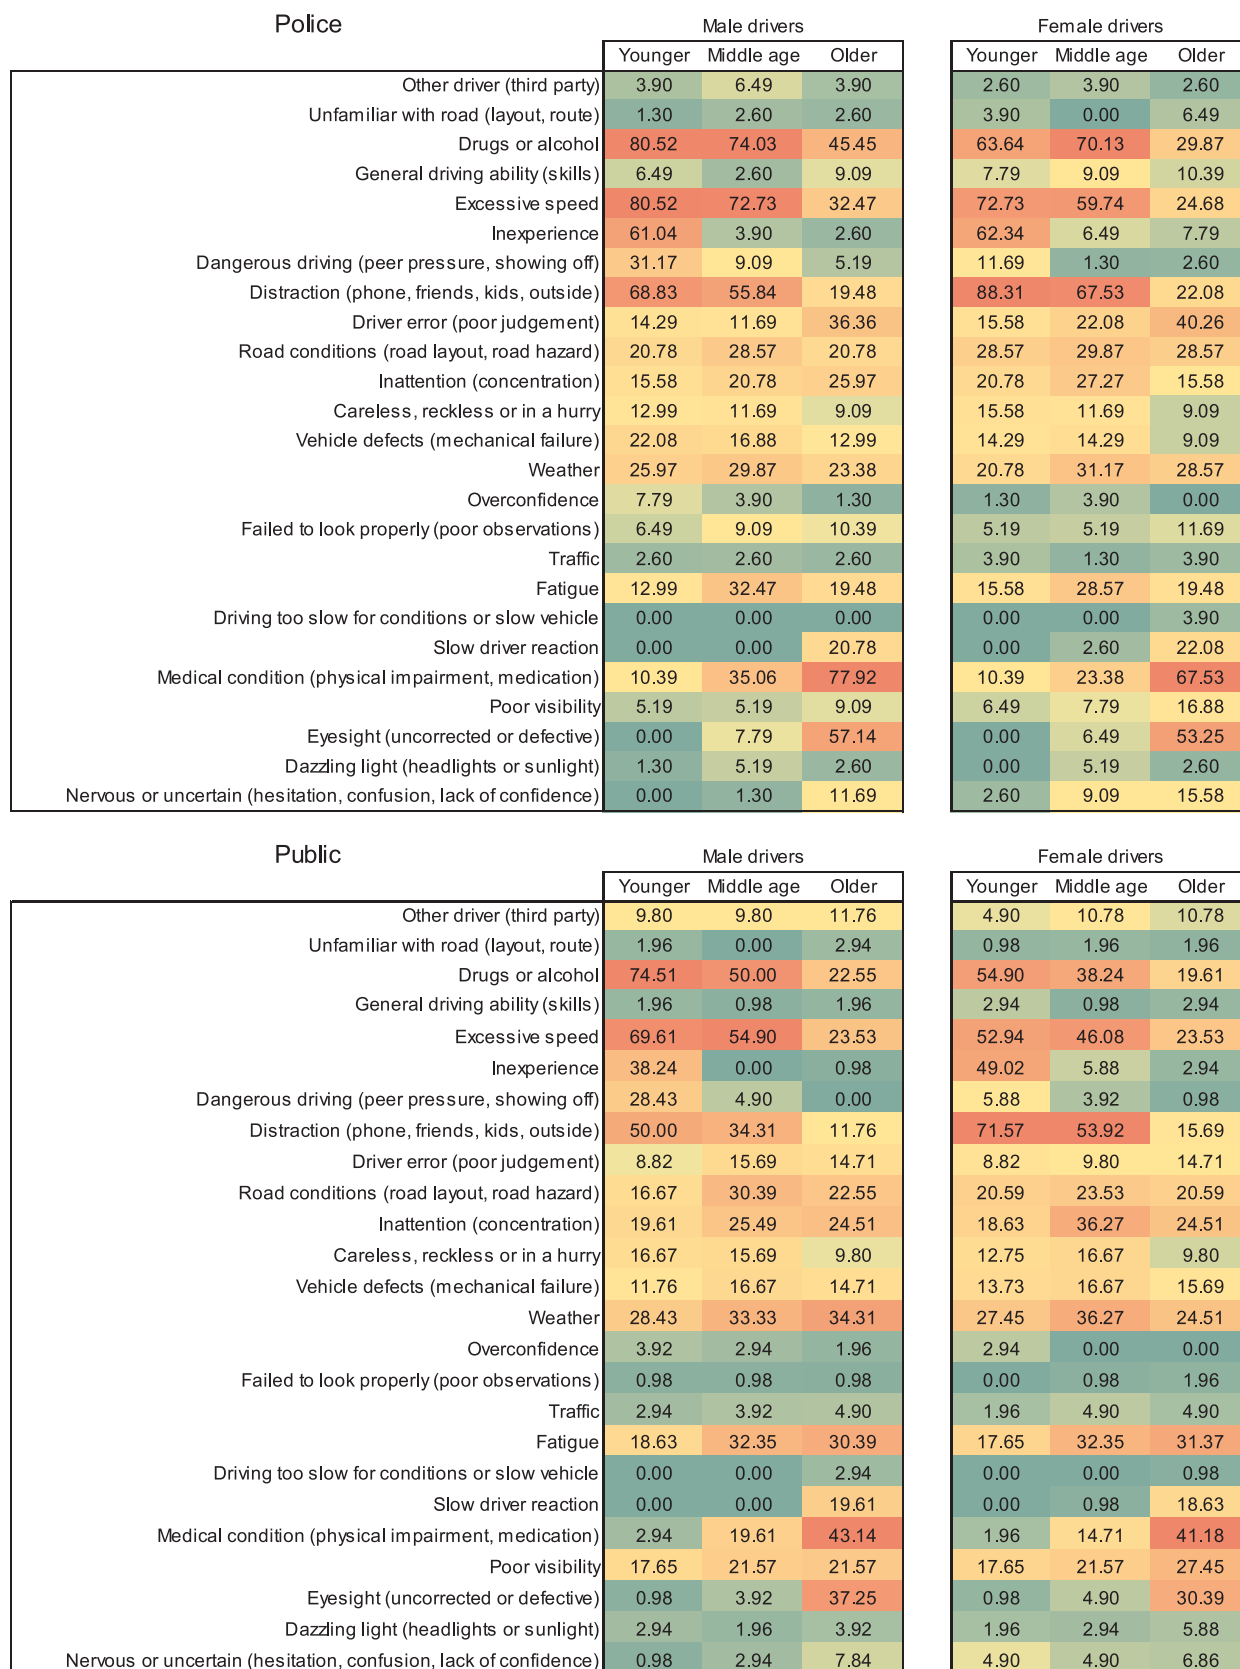 Police Male drivers Female drivers
Younger Middle age Older Younger Middle age Older
Other driver (third party) 3.90 6.49 3.90 2.60 3.90 2.60
Unfamiliar with road (layout, route) 1.30 2.60 2.60 3.90 0.00 6.49
Drugs or alcohol 80.52 74.03 45.45 63.64 70.13 29.87
General driving ability (skills) 6.49 2.60 9.09 7.79 9.09 10.39
Excessive speed 80.52 72.73 32.47 72.73 59.74 24.68
Inexperience 61.04 3.90 2.60 62.34 6.49 7.79
Dangerous driving (peer pressure, showing off) 31.17 9.09 5.19 11.69 1.30 2.60
Distraction (phone, friends, kids, outside) 68.83 55.84 19.48 88.31 67.53 22.08
Driver error (poor judgement) 14.29 11.69 36.36 15.58 22.08 40.26
Road conditions (road layout, road hazard) 20.78 28.57 20.78 28.57 29.87 28.57
Inattention (concentration) 15.58 20.78 25.97 20.78 27.27 15.58
Careless, reckless or in a hurry 12.99 11.69 9.09 15.58 11.69 9.09
Vehicle defects (mechanical failure) 22.08 16.88 12.99 14.29 14.29 9.09
Weather 25.97 29.87 23.38 20.78 31.17 28.57
Overconfidence 7.79 3.90 1.30 1.30 3.90 0.00
Failed to look properly (poor observations) 6.49 9.09 10.39 5.19 5.19 11.69
Traffic 2.60 2.60 2.60 3.90 1.30 3.90
Fatigue 12.99 32.47 19.48 15.58 28.57 19.48
Driving too slow for conditions or slow vehicle 0.00 0.00 0.00 0.00 0.00 3.90
Slow driver reaction 0.00 0.00 20.78 0.00 2.60 22.08
Medical condition (physical impairment, medication) 10.39 35.06 77.92 10.39 23.38 67.53
Poor visibility 5.19 5.19 9.09 6.49 7.79 16.88
Eyesight (uncorrected or defective) 0.00 7.79 57.14 0.00 6.49 53.25
Dazzling light (headlights or sunlight) 1.30 5.19 2.60 0.00 5.19 2.60
Nervous or uncertain (hesitation, confusion, lack of confidence) 0.00 1.30 11.69 2.60 9.09 15.58
Public Male drivers Female drivers
Younger Middle age Older Younger Middle age Older
Other driver (third party) 9.80 9.80 11.76 4.90 10.78 10.78
Unfamiliar with road (layout, route) 1.96 0.00 2.94 0.98 1.96 1.96
Drugs or alcohol 74.51 50.00 22.55 54.90 38.24 19.61
General driving ability (skills) 1.96 0.98 1.96 2.94 0.98 2.94
Excessive speed 69.61 54.90 23.53 52.94 46.08 23.53
Inexperience 38.24 0.00 0.98 49.02 5.88 2.94
Dangerous driving (peer pressure, showing off) 28.43 4.90 0.00 5.88 3.92 0.98
Distraction (phone, friends, kids, outside) 50.00 34.31 11.76 71.57 53.92 15.69
Driver error (poor judgement) 8.82 15.69 14.71 8.82 9.80 14.71
Road conditions (road layout, road hazard) 16.67 30.39 22.55 20.59 23.53 20.59
Inattention (concentration) 19.61 25.49 24.51 18.63 36.27 24.51
Careless, reckless or in a hurry 16.67 15.69 9.80 12.75 16.67 9.80
Vehicle defects (mechanical failure) 11.76 16.67 14.71 13.73 16.67 15.69
Weather 28.43 33.33 34.31 27.45 36.27 24.51
Overconfidence 3.92 2.94 1.96 2.94 0.00 0.00
Failed to look properly (poor observations) 0.98 0.98 0.98 0.00 0.98 1.96
Traffic 2.94 3.92 4.90 1.96 4.90 4.90
Fatigue 18.63 32.35 30.39 17.65 32.35 31.37
Driving too slow for conditions or slow vehicle 0.00 0.00 2.94 0.00 0.00 0.98
Slow driver reaction 0.00 0.00 19.61 0.00 0.98 18.63
Medical condition (physical impairment, medication) 2.94 19.61 43.14 1.96 14.71 41.18
Poor visibility 17.65 21.57 21.57 17.65 21.57 27.45
Eyesight (uncorrected or defective) 0.98 3.92 37.25 0.98 4.90 30.39
Dazzling light (headlights or sunlight) 2.94 1.96 3.92 1.96 2.94 5.88
Nervous or uncertain (hesitation, confusion, lack of confidence) 0.98 2.94 7.84 4.90 4.90 6.86